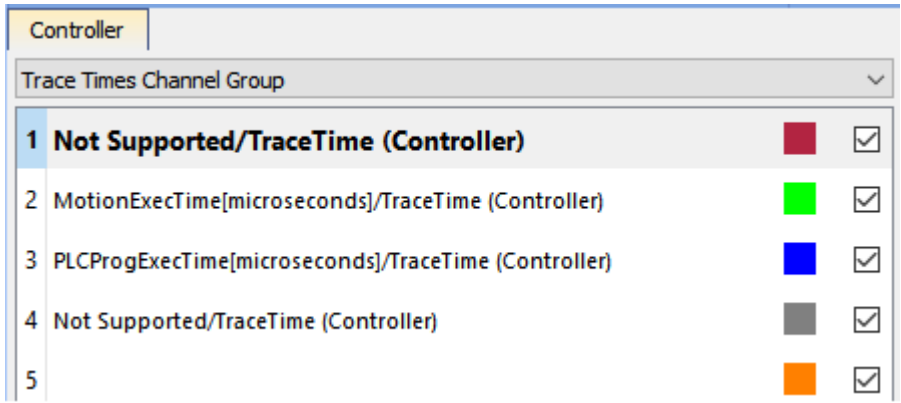 Controller
Trace Times Channel Group
1 Not Supported/TraceTime (Controller)
2 MotionExecTime[microseconds]/TraceTime (Controller)
3 PLCProgExecTime[microseconds]/TraceTime (Controller)
4 Not Supported/TraceTime (Controller)
5